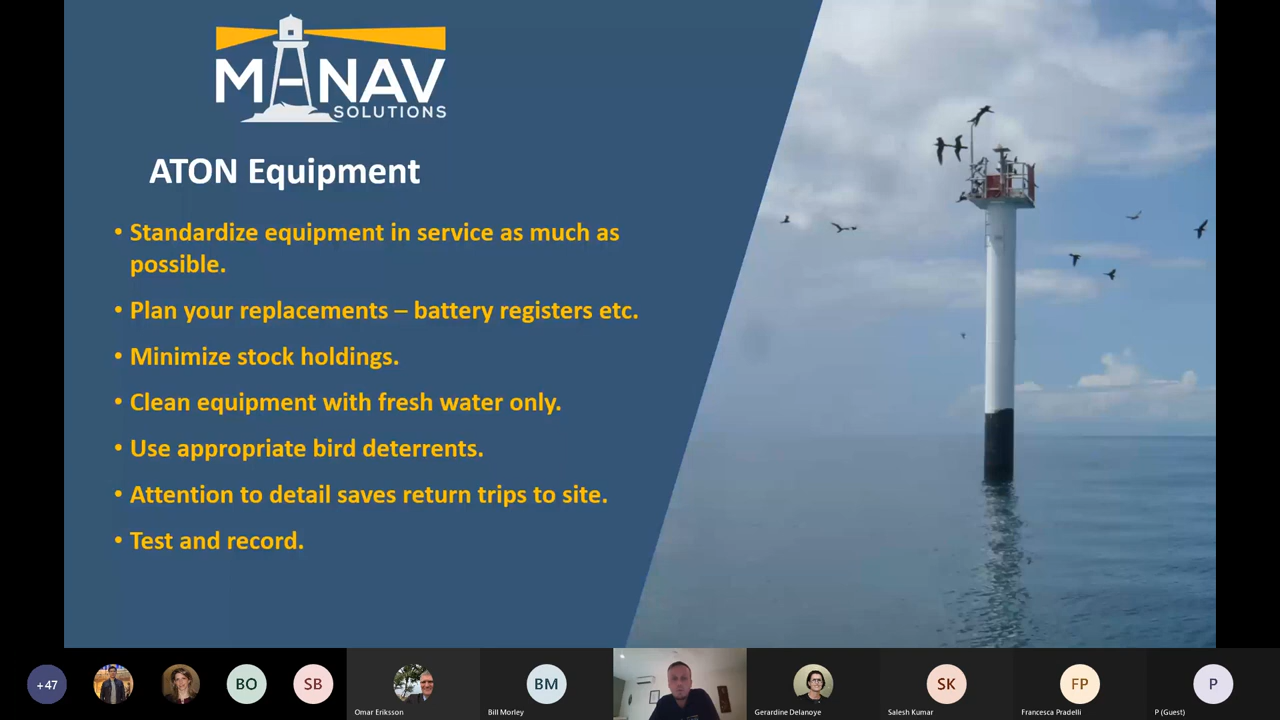 MANAV
SOLUTIONS
ATON Equipment
• Standardize equipment in service as much as
possible.
• Plan your replacements – battery registers etc.
• Minimize stock holdings.
• Clean equipment with fresh water only.
• Use appropriate bird deterrents.
• Attention to detail saves return trips to site.
• Test and record.
+47
BO
SB
Omar Eriksson
BM
Bill Morley
Gerardine Delanoye
SK
Salesh Kumar
FP
Francesca Pradelli
P
P (Guest)